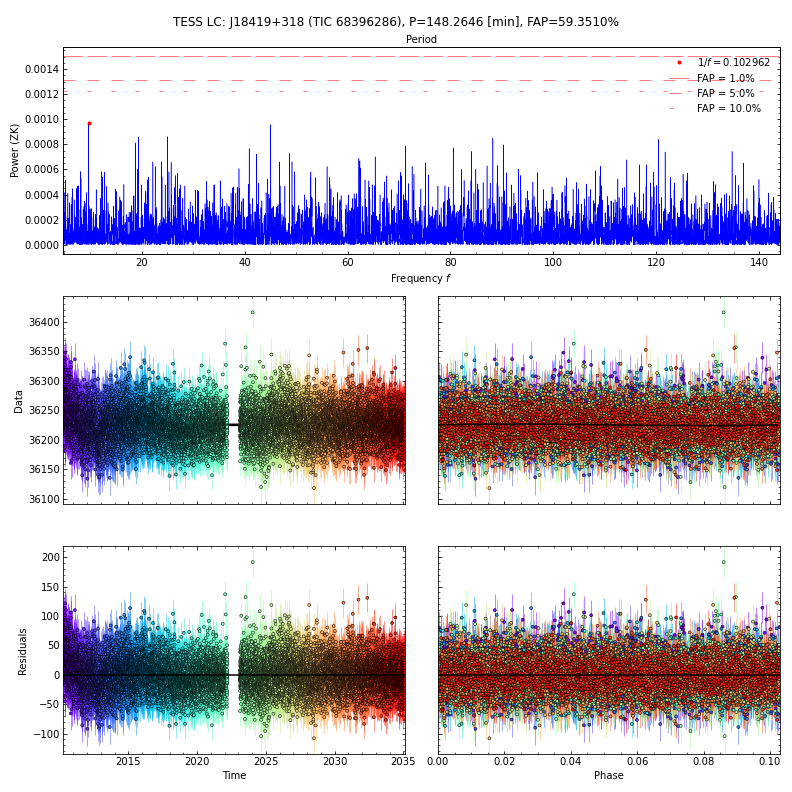 TESS LC: J18419+318 (TIC 68396286), P=148.2646 [min], FAP=59.3510%
Period
0.0014
0.0012
0.0010
0.0008
0.0006
0.0004
0.0002
0.0000
Power (ZK)
1/f = 0.102962
FAP = 1.0%
FAP = 5.0%
FAP = 10.0%
20 40 60 80 100 120 140
Frequency f
36400
36350
36300
36250
36200
36150
36100
Data
200
150
100
50
0
−50
−100
Residuals
2015 2020 2025 2030 2035
Time
0.00 0.02 0.04 0.06 0.08 0.10
Phase